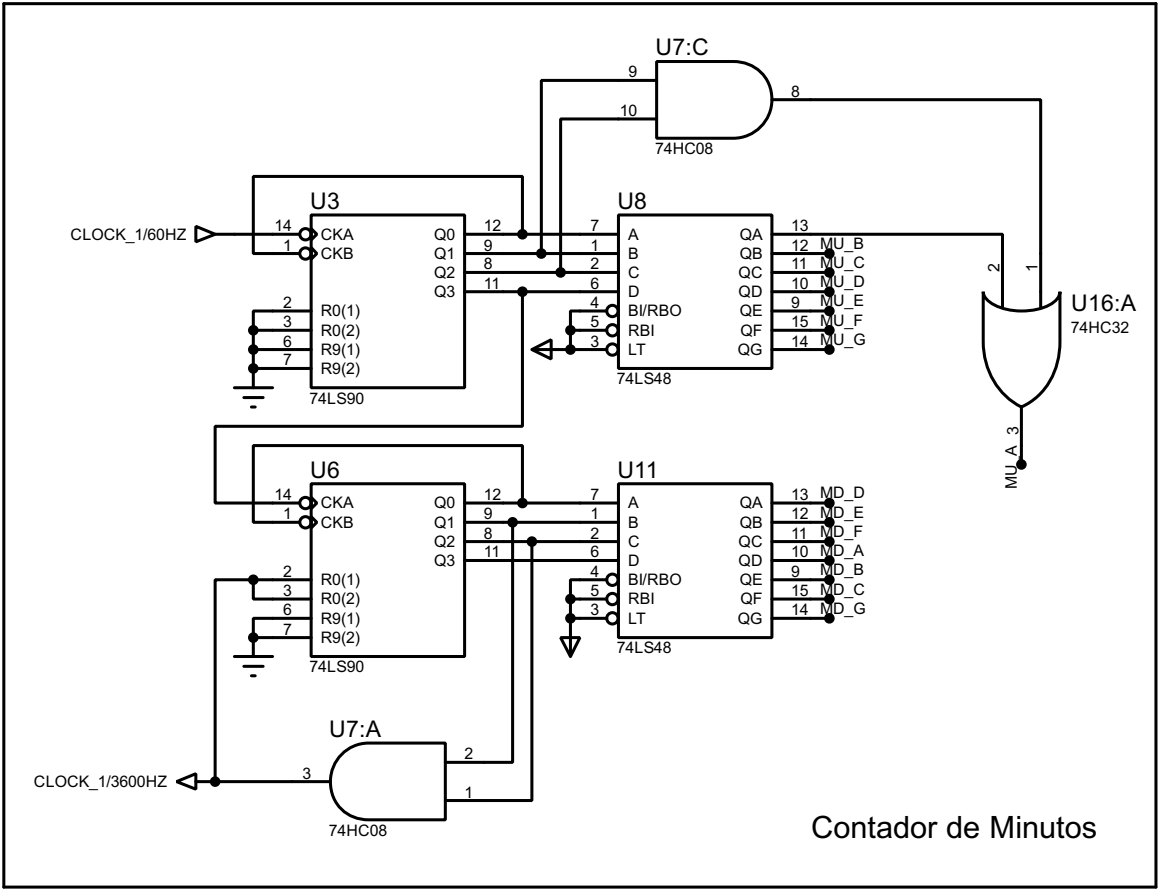 U7:C
9
10
8
74HC08
U3
CLOCK_1/60HZ
14 CKA Q0 12
1 CKB Q1 9
Q2 8
Q3 11
2 R0(1)
3 R0(2)
6 R9(1)
7 R9(2)
74LS90
U8
7 A QA 13
1 B QB 12 MU_B
2 C QC 11 MU_C
6 D QD 10 MU_D
4 BI/RBO QE 9 MU_E
5 RBI QF 15 MU_F
3 LT QG 14 MU_G
74LS48
2
1
U16:A
74HC32
3
MU_A
U6
14 CKA Q0 12
1 CKB Q1 9
Q2 8
Q3 11
2 R0(1)
3 R0(2)
6 R9(1)
7 R9(2)
74LS90
U11
7 A QA 13 MD_D
1 B QB 12 MD_E
2 C QC 11 MD_F
6 D QD 10 MD_A
4 BI/RBO QE 9 MD_B
5 RBI QF 15 MD_C
3 LT QG 14 MD_G
74LS48
U7:A
2
1
3
CLOCK_1/3600HZ
74HC08
Contador de Minutos